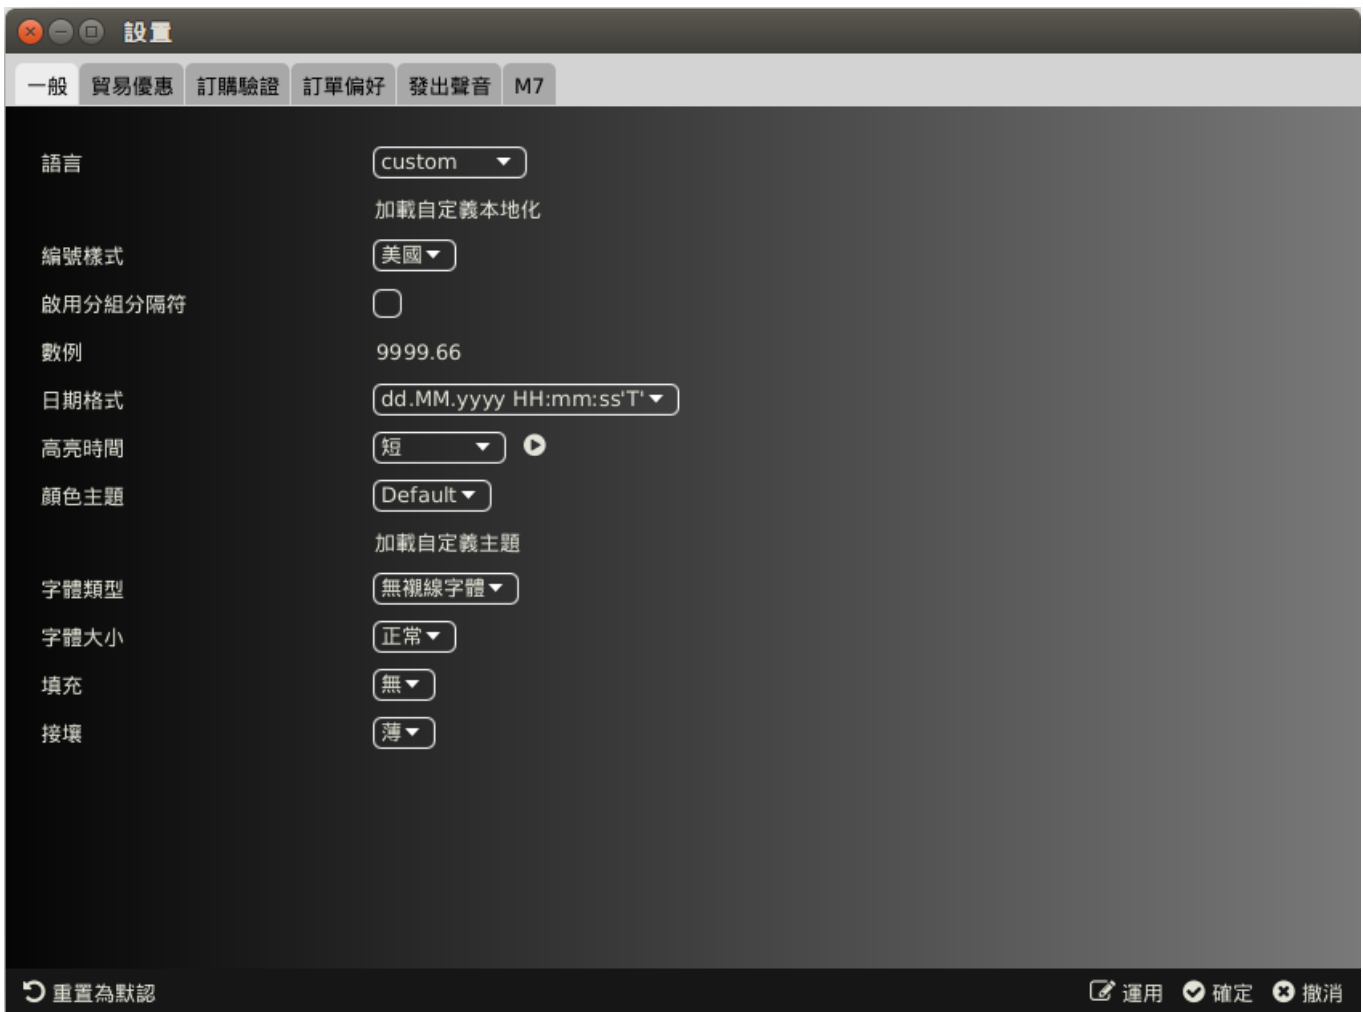 設置
一般 貿易優惠 訂購驗證 訂單偏好 發出聲音 M7
語言 custom
加載自定義本地化
編號樣式 美國
啟用分組分隔符
數例 9999.66
日期格式 dd.MM.yyyy HH:mm:ss'T'
高亮時間 短
顏色主題 Default
加載自定義主題
字體類型 無襯線字體
字體大小 正常
填充 無
接壤 薄
重置為默認 運用 確定 撤消